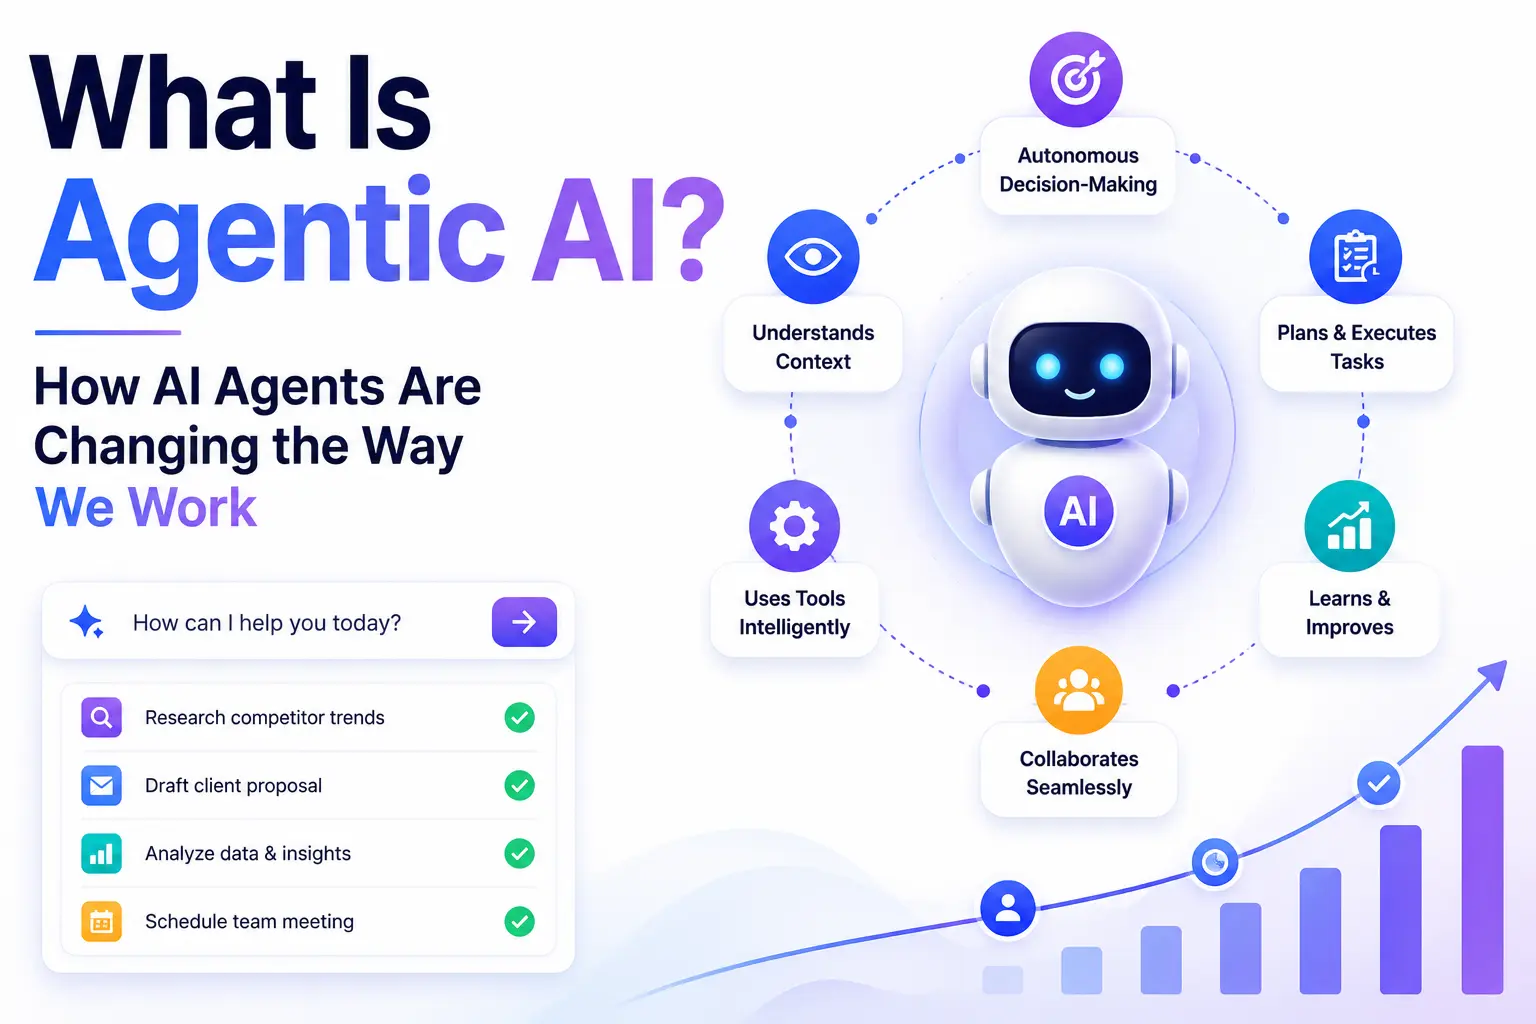 What Is
Agentic AI?
How AI Agents Are
Changing the Way
We Work
How can I help you today?
Research competitor trends
Draft client proposal
Analyze data & insights
Schedule team meeting
Autonomous
Decision-Making
Understands
Context
Plans & Executes
Tasks
AI
Uses Tools
Intelligently
Learns &
Improves
Collaborates
Seamlessly